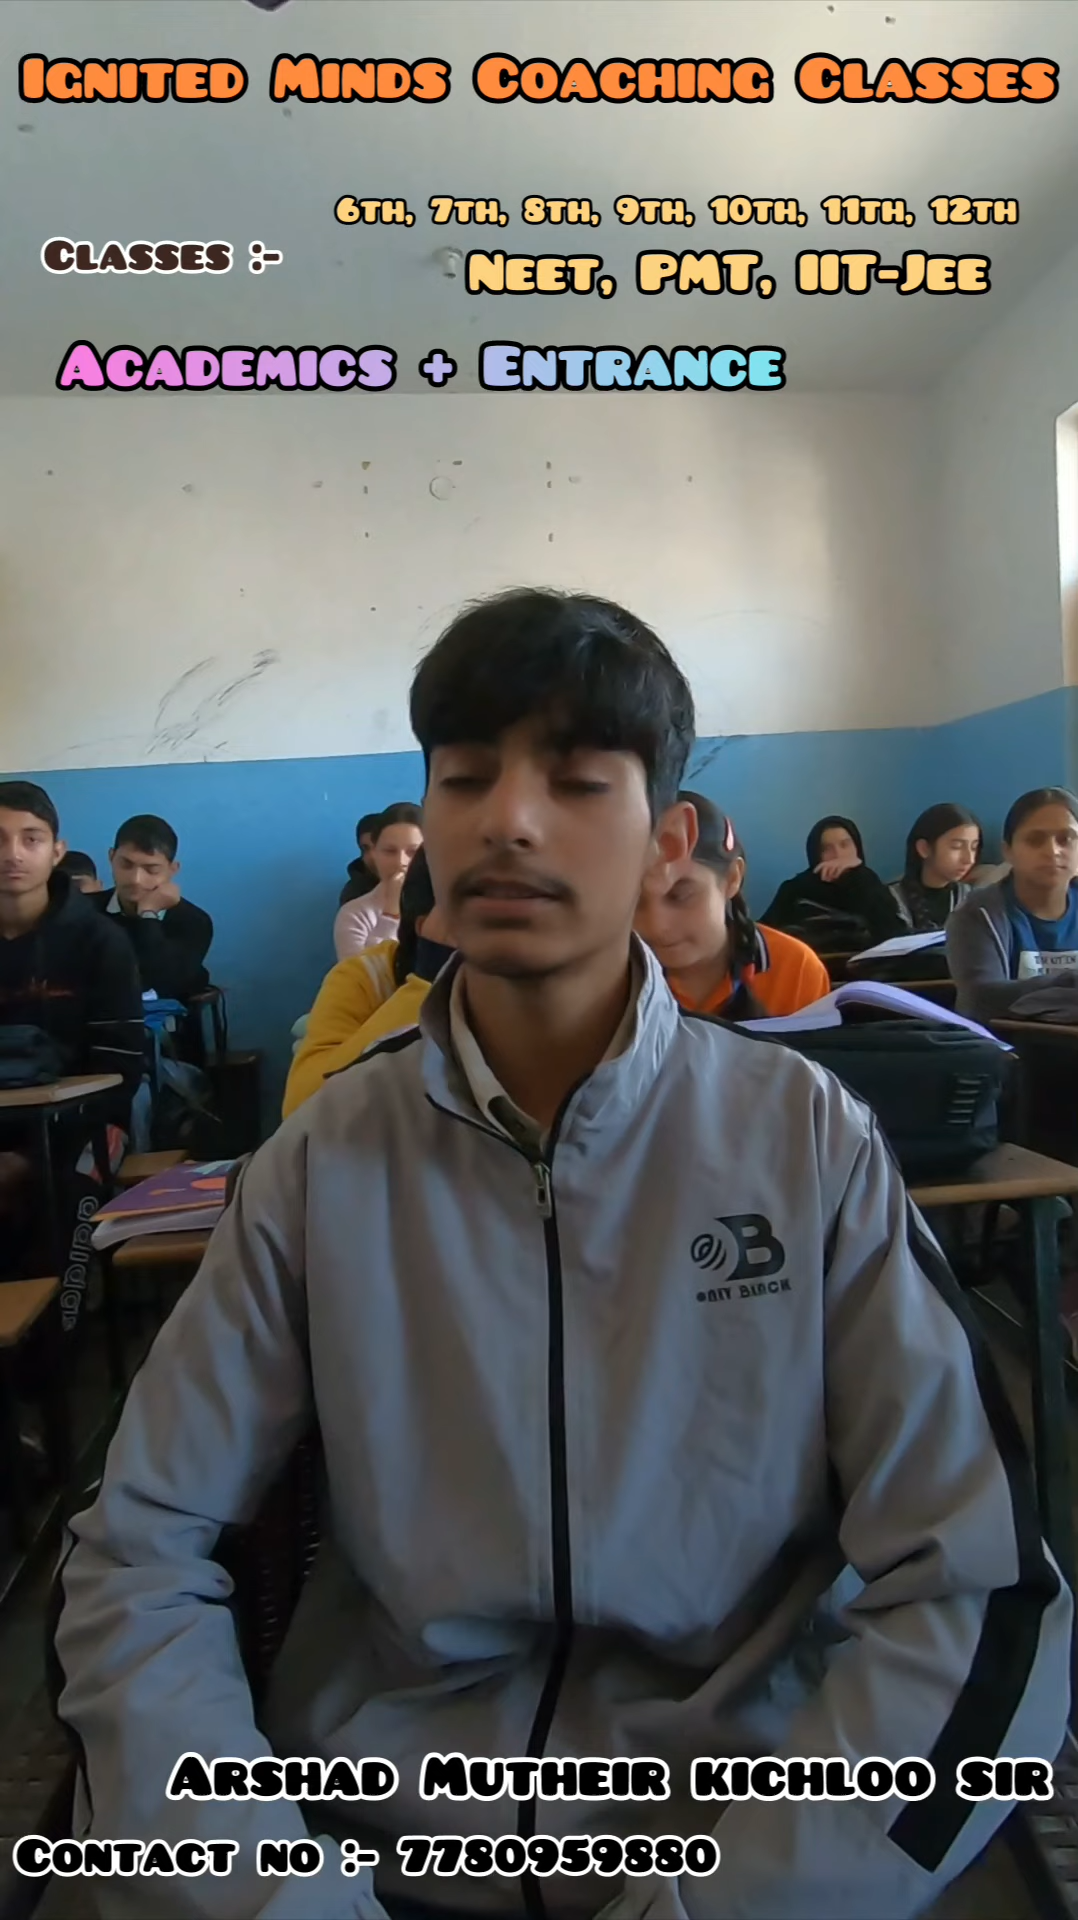 Ignited Minds Coaching Classes
6th, 7th, 8th, 9th, 10th, 11th, 12th
Classes :-
Neet, PMT, IIT-Jee
Academics + Entrance
adidas
B
ONLY BLACK
Arshad Mutheir kichloo sir
Contact no :- 7780959880